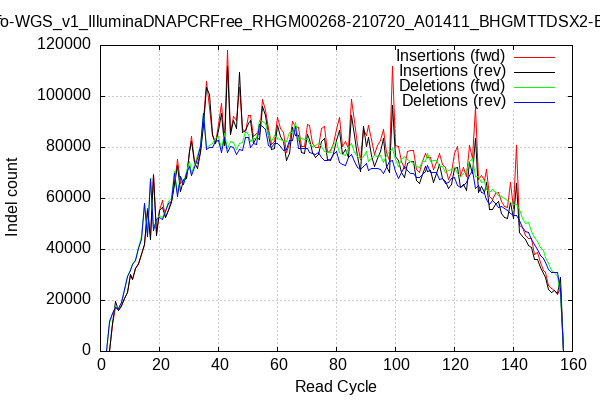 fo-WGS_v1_IlluminaDNAPCRFree_RHGM00268-210720_A01411_BHGMTTDSX2-E
Insertions (fwd)
Insertions (rev)
Deletions (fwd)
Deletions (rev)
120000
100000
80000
60000
40000
20000
0
Indel count
0 20 40 60 80 100 120 140 160
Read Cycle